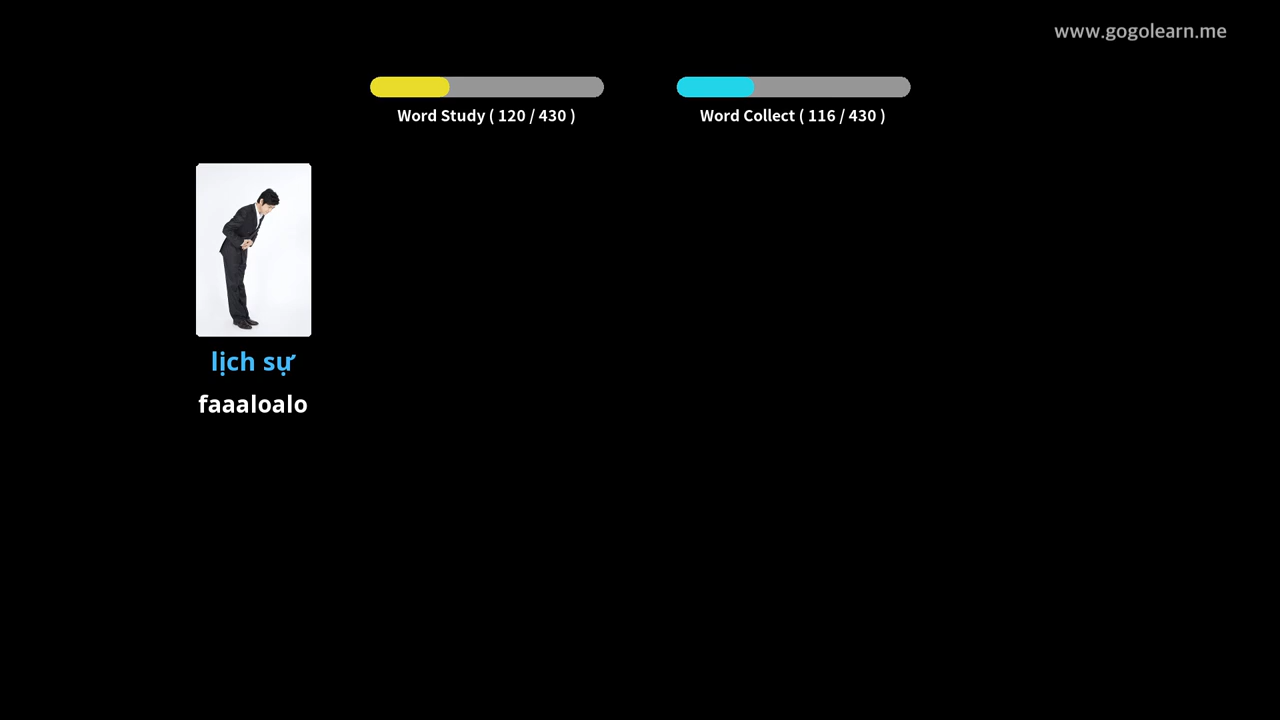 www.gogolearn.me
Word Study ( 120 / 430 )
Word Collect ( 116 / 430 )
lịch sự
faaaloalo